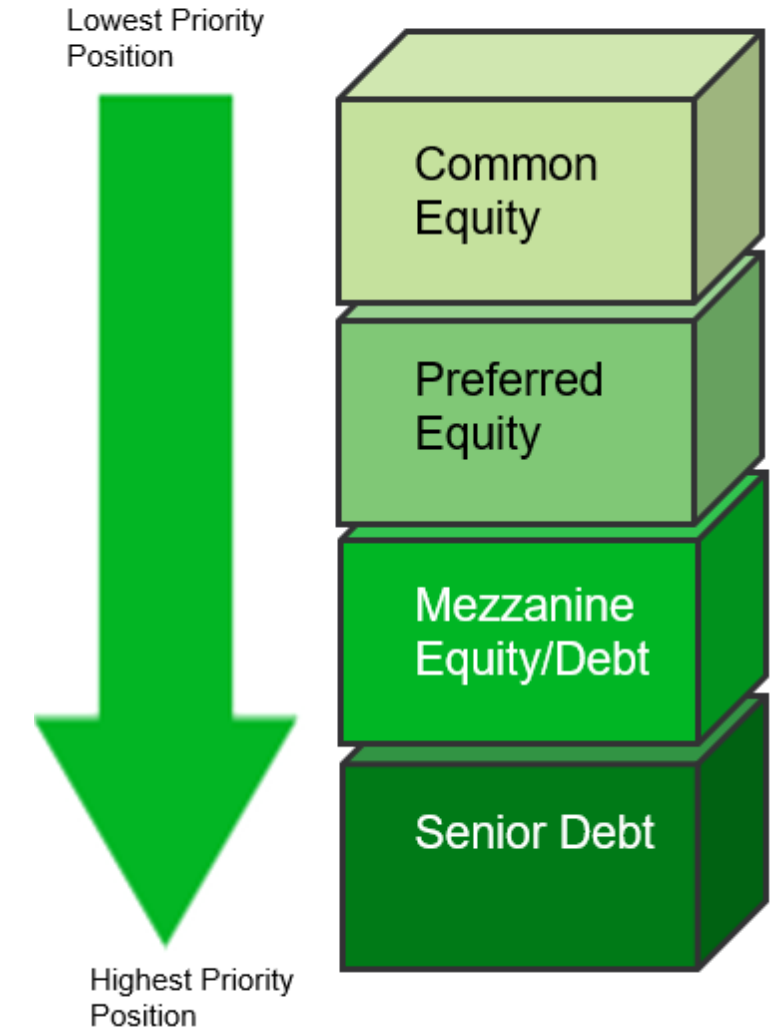 Lowest Priority
Position
Common
Equity
Preferred
Equity
Mezzanine
Equity/Debt
Senior Debt
Highest Priority
Position